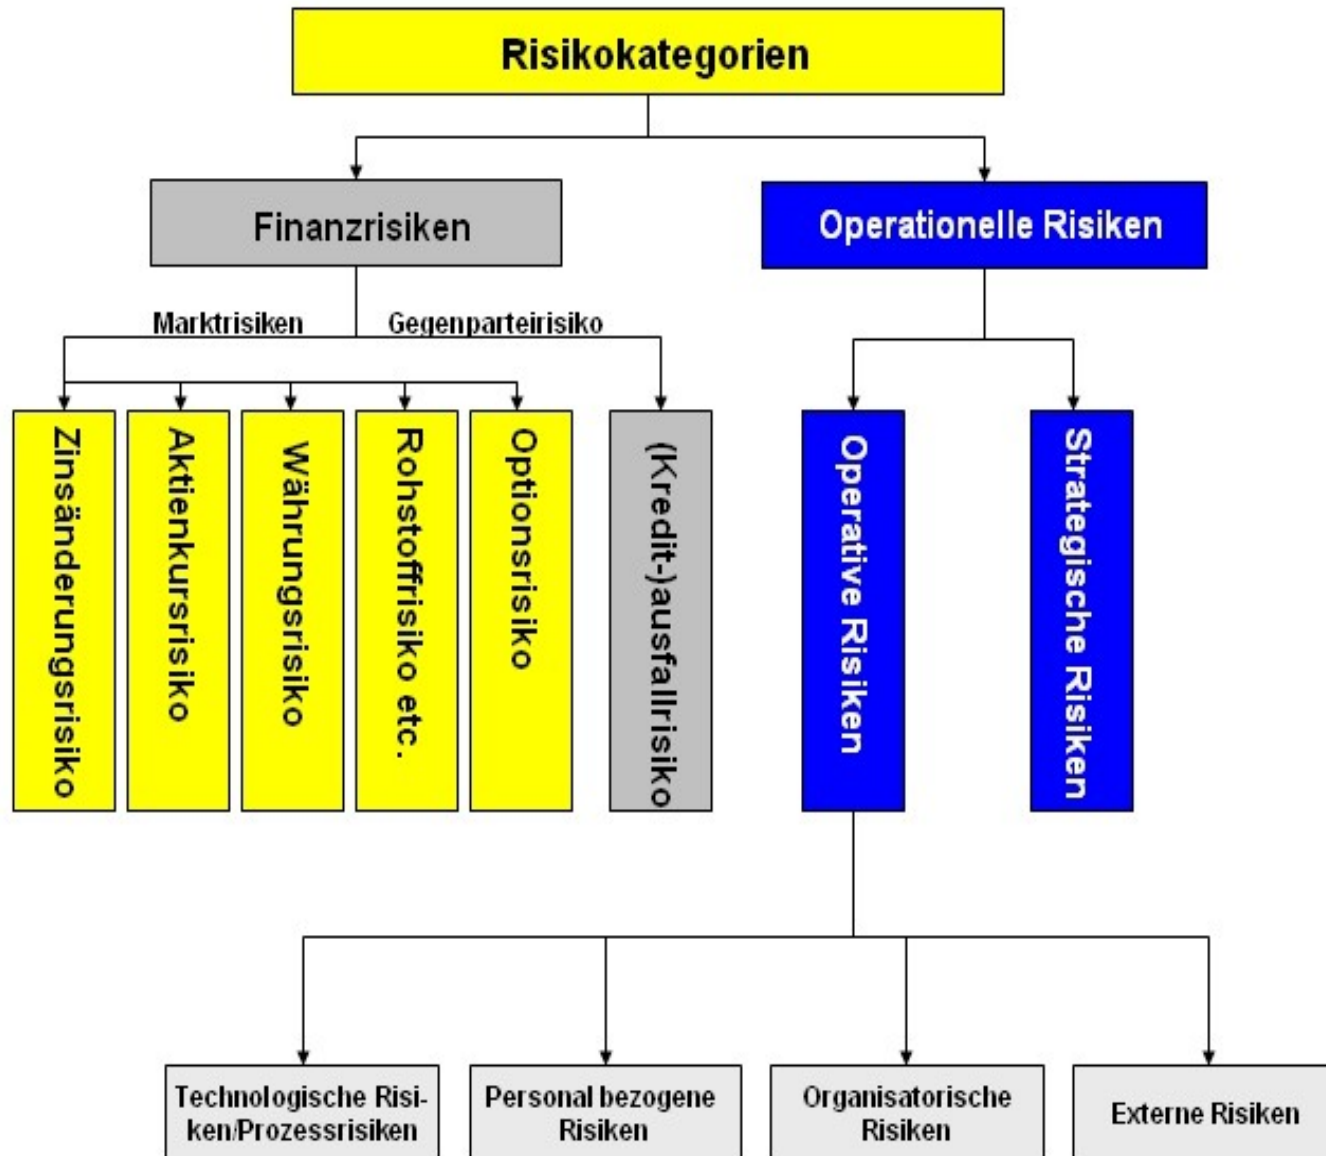 Risikokategorien
Finanzrisiken
Operationelle Risiken
Marktrisiken
Gegenparteirisiko
Zinsänderungsrisiko
Aktienkursrisiko
Währungsrisiko
Rohstoffrisiko etc.
Optionsrisiko
(Kredit-)ausfallrisiko
Operative Risiken
Strategische Risiken
Technologische Risi-
ken/Prozessrisiken
Personal bezogene
Risiken
Organisatorische
Risiken
Externe Risiken